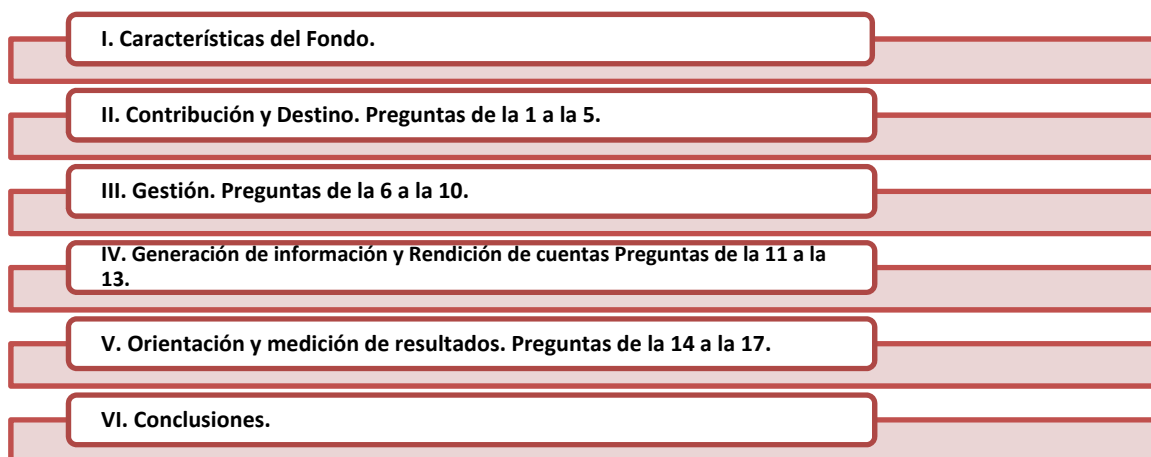 I. Características del Fondo.
II. Contribución y Destino. Preguntas de la 1 a la 5.
III. Gestión. Preguntas de la 6 a la 10.
IV. Generación de información y Rendición de cuentas Preguntas de la 11 a la
13.
V. Orientación y medición de resultados. Preguntas de la 14 a la 17.
VI. Conclusiones.